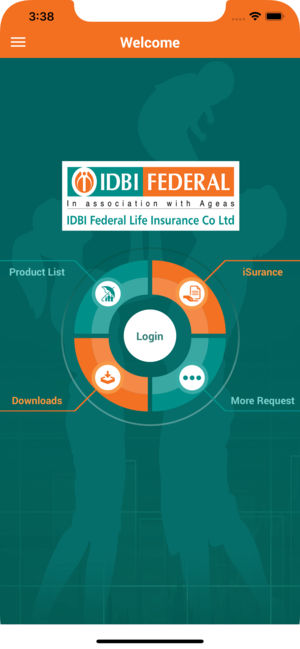 3:38
Welcome
IDBI FEDERAL
In association with Ageas
IDBI Federal Life Insurance Co Ltd
Product List
iSurance
Login
Downloads
More Request